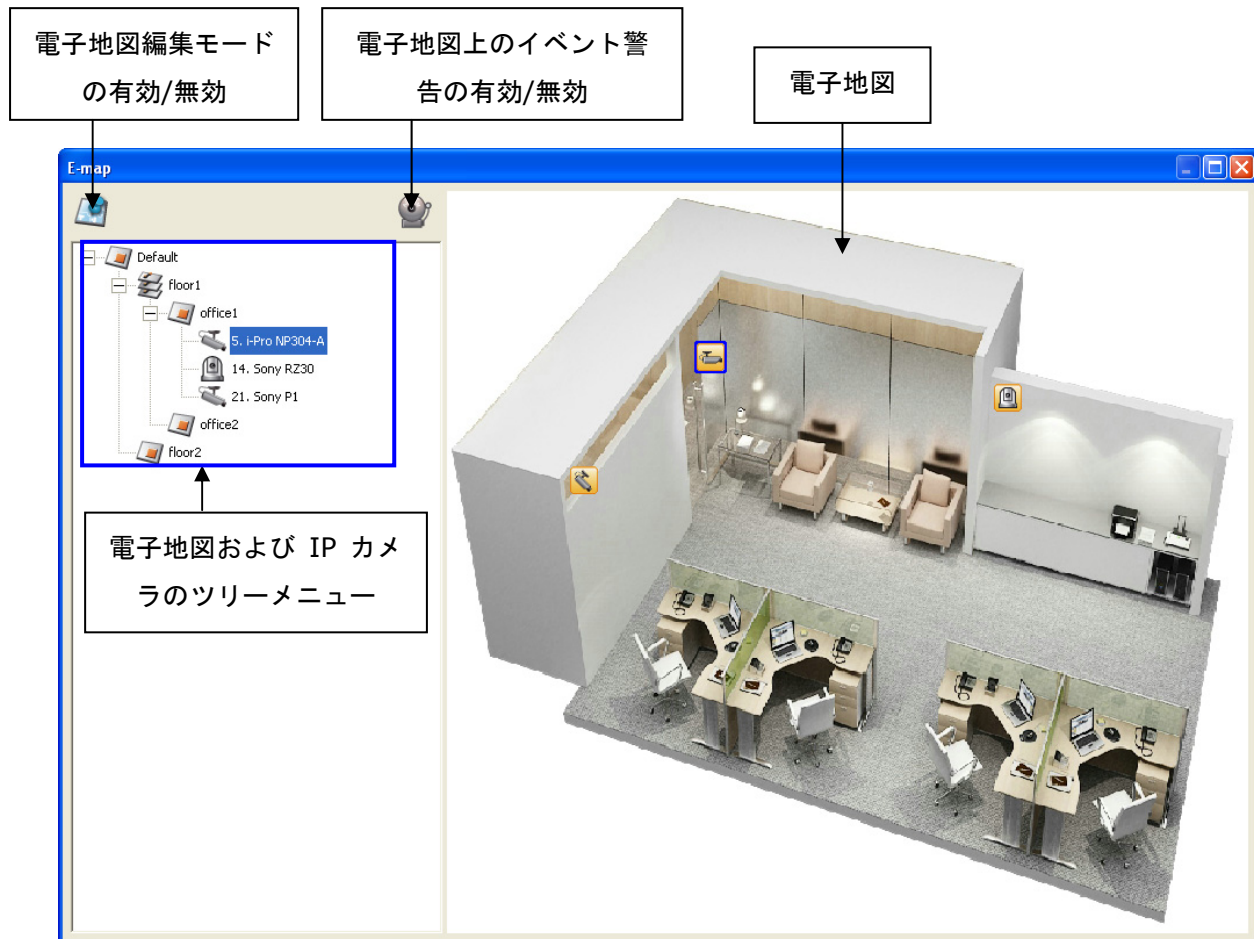 電子地図編集モード
の有効/無効
電子地図上のイベント警
告の有効/無効
電子地図
E-map
Default
floor1
office1
5. i-Pro NP304-A
14. Sony RZ30
21. Sony P1
office2
floor2
電子地図および IP カメ
ラのツリーメニュー